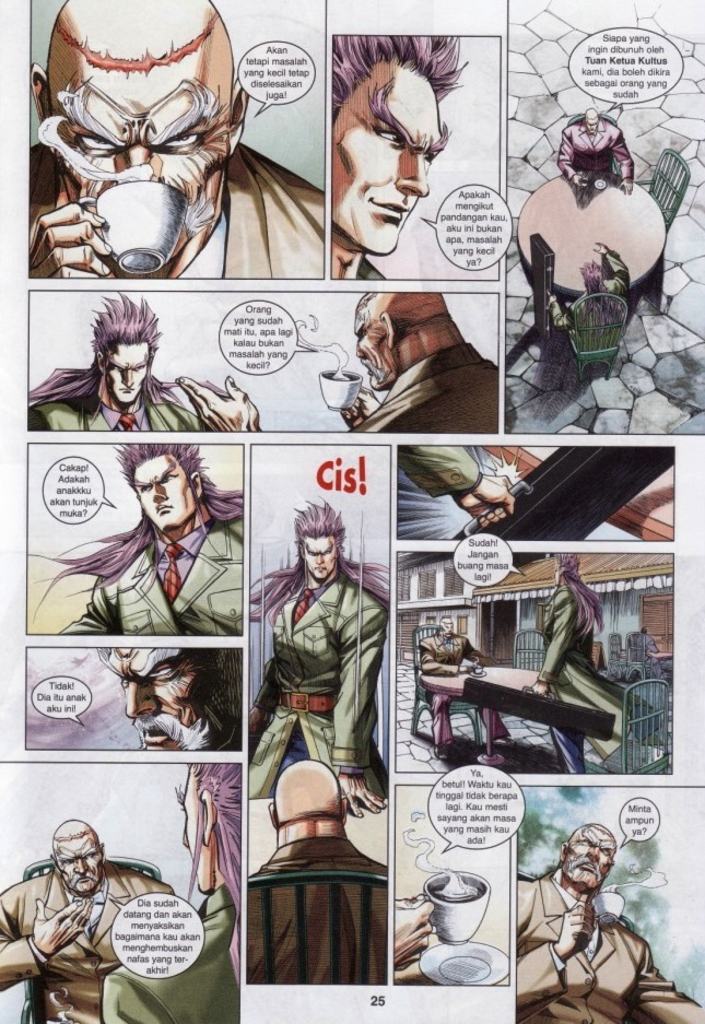 Akan
tetapi masalah
yang kecil tetap
diselesaikan
juga!
Apakah
mengikut
pandangan kau,
aku ini bukan
apa, masalah
yang kecil
ya?
Siapa yang
ingin dibunuh oleh
Tuan Ketua Kultus
kami, dia boleh dikira
sebagai orang yang
sudah
Orang
yang sudah
mati itu, apa lagi
kalau bukan
masalah yang
kecil?
Cakap!
Adakah
anakkku
akan tunjuk
muka?
Tidak!
Dia itu anak
aku ini!
Cis!
Sudah!
Jangan
buang masa
lagi!
Dia sudah
datang dan akan
menyaksikan
bagaimana kau akan
menghembuskan
nafas yang ter-
akhir!
Ya,
betul! Waktu kau
tinggal tidak berapa
lagi. Kau mesti
sayang akan masa
yang masih kau
ada!
Minta
ampun
ya?
25